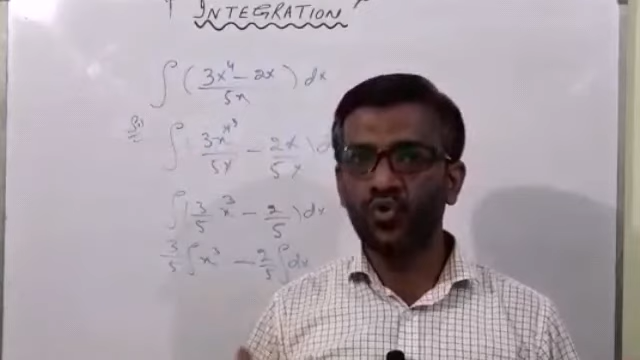 INTEGRATION
∫ ( 3x⁴ - 2x / 5x ) dx
∫ ( 3x⁴ ³ / 5x - 2x / 5x ) d
∫ ( 3/5 x³ - 2/5 ) dx
3/5 ∫ x³ - 2/5 ∫ dx